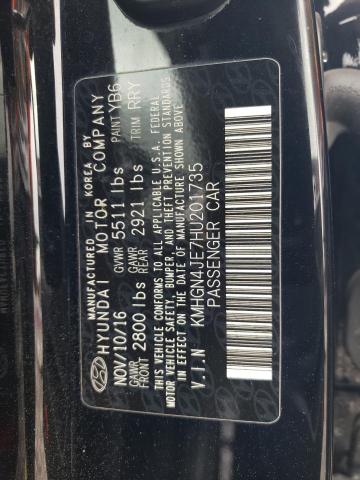 MANUFACTURED IN KOREA BY
HYUNDAI MOTOR COMPANY
NOV/10/16 GVWR 5511 lbs PAINT YB6
GAWR FRONT 2800 lbs GAWR REAR 2921 lbs TRIM RRY
THIS VEHICLE CONFORMS TO ALL APPLICABLE U.S.A. FEDERAL
MOTOR VEHICLE SAFETY, BUMPER, AND THEFT PREVENTION STANDARDS
IN EFFECT ON THE DATE OF MANUFACTURE SHOWN ABOVE.
V.I.N KMHGN4JE7HU201735
PASSENGER CAR